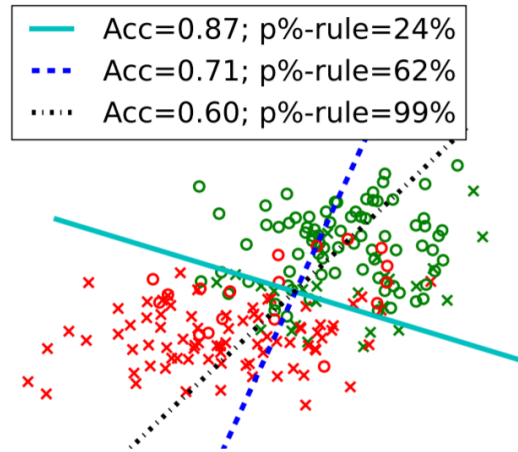 Acc=0.87; p%-rule=24%
Acc=0.71; p%-rule=62%
Acc=0.60; p%-rule=99%